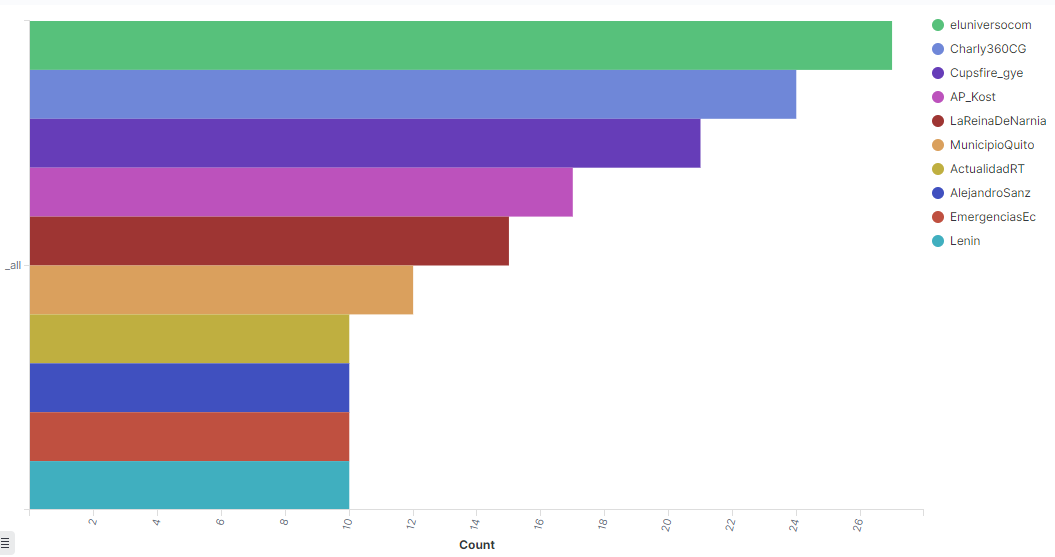 eluniversocom
Charly360CG
Cupsfire_gye
AP_Kost
LaReinaDeNarnia
MunicipioQuito
ActualidadRT
AlejandroSanz
EmergenciasEc
Lenin
_all
2 4 6 8 10 12 14 16 18 20 22 24 26
Count